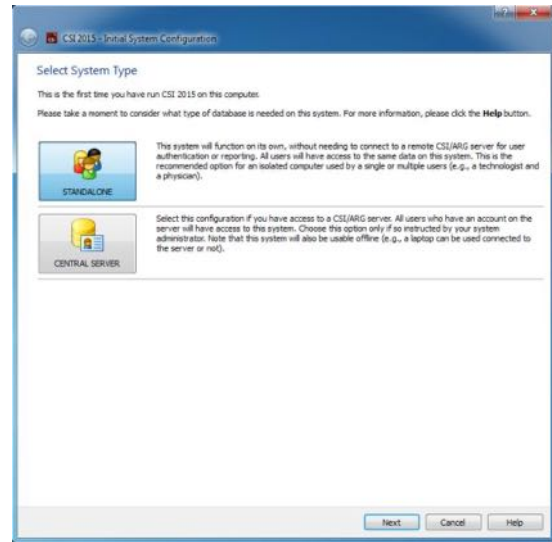 CSI 2015 - Initial System Configuration
Select System Type
This is the first time you have run CSI 2015 on this computer.
Please take a moment to consider what type of database is needed on this system. For more information, please click the Help button.
STANDALONE
This system will function on its own, without needing to connect to a remote CSI/ARG server for user
authentication or reporting. All users will have access to the same data on this system. This is the
recommended option for an isolated computer used by a single or multiple users (e.g., a technologist and
a physician).
CENTRAL SERVER
Select this configuration if you have access to a CSI/ARG server. All users who have an account on the
server will have access to this system. Choose this option only if so instructed by your system
administrator. Note that this system will also be usable offline (e.g., a laptop can be used connected to
the server or not).
Next Cancel Help